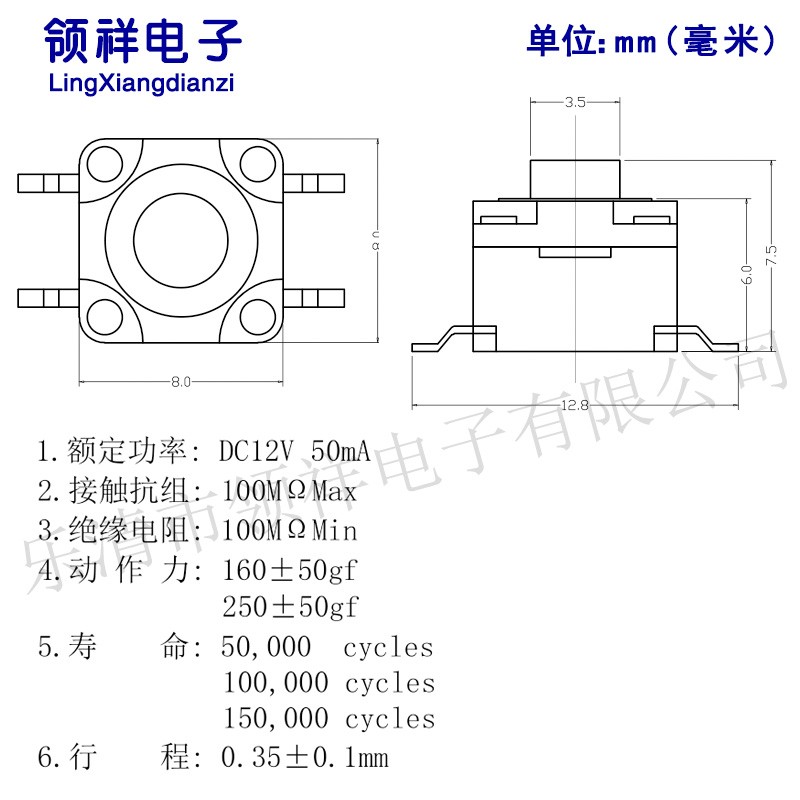 领祥电子
LingXiangdianzi
单位:mm(毫米)
3.5
8.0
8.0
6.0
7.5
12.8
1.额定功率: DC12V 50mA
2.接触抗组: 100MΩMax
3.绝缘电阻: 100MΩMin
4.动 作 力: 160±50gf
250±50gf
5.寿 命: 50,000 cycles
100,000 cycles
150,000 cycles
6.行 程: 0.35±0.1mm
乐清市领祥电子有限公司